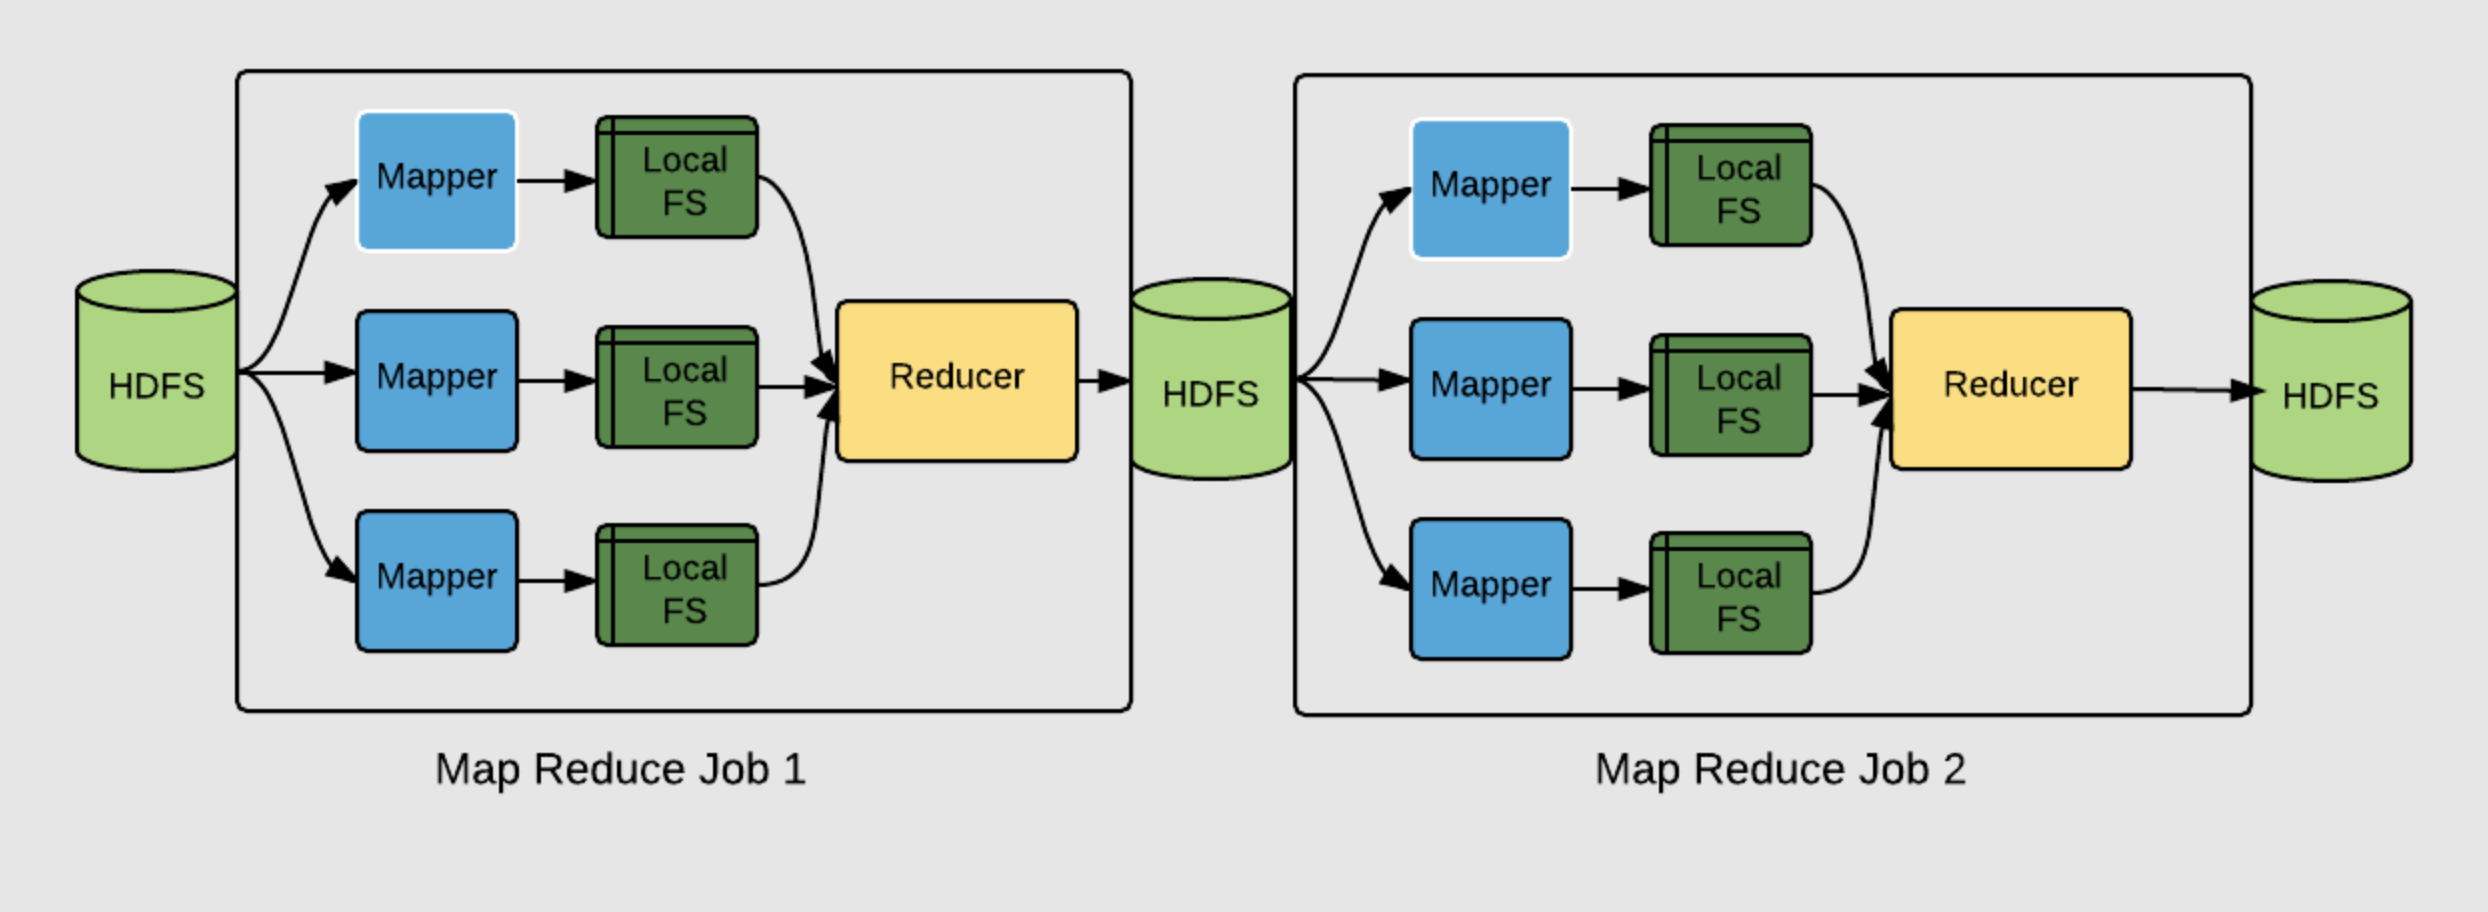 HDFS
Mapper
Local
FS
Mapper
Local
FS
Mapper
Local
FS
Reducer
Map Reduce Job 1
HDFS
Mapper
Local
FS
Mapper
Local
FS
Mapper
Local
FS
Reducer
Map Reduce Job 2
HDFS